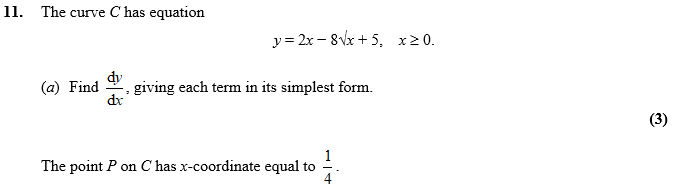 11. The curve C has equation
y = 2x – 8√x + 5, x ≥ 0.
(a) Find dy/dx, giving each term in its simplest form.
(3)
The point P on C has x-coordinate equal to 1/4.